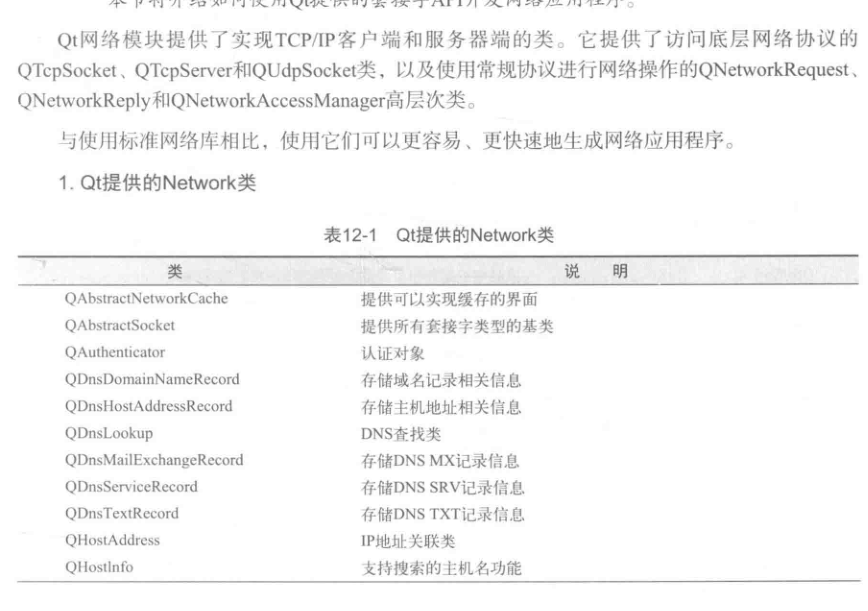 本节将介绍如何使用Qt提供的套接字API开发网络应用程序。
Qt网络模块提供了实现TCP/IP客户端和服务器端的类。它提供了访问底层网络协议的
QTcpSocket、QTcpServer和QUdpSocket类，以及使用常规协议进行网络操作的QNetworkRequest、
QNetworkReply和QNetworkAccessManager高层次类。
与使用标准网络库相比，使用它们可以更容易、更快速地生成网络应用程序。
1. Qt提供的Network类
表12-1 Qt提供的Network类
类 说 明
QAbstractNetworkCache 提供可以实现缓存的界面
QAbstractSocket 提供所有套接字类型的基类
QAuthenticator 认证对象
QDnsDomainNameRecord 存储域名记录相关信息
QDnsHostAddressRecord 存储主机地址相关信息
QDnsLookup DNS查找类
QDnsMailExchangeRecord 存储DNS MX记录信息
QDnsServiceRecord 存储DNS SRV记录信息
QDnsTextRecord 存储DNS TXT记录信息
QHostAddress IP地址关联类
QHostInfo 支持搜索的主机名功能